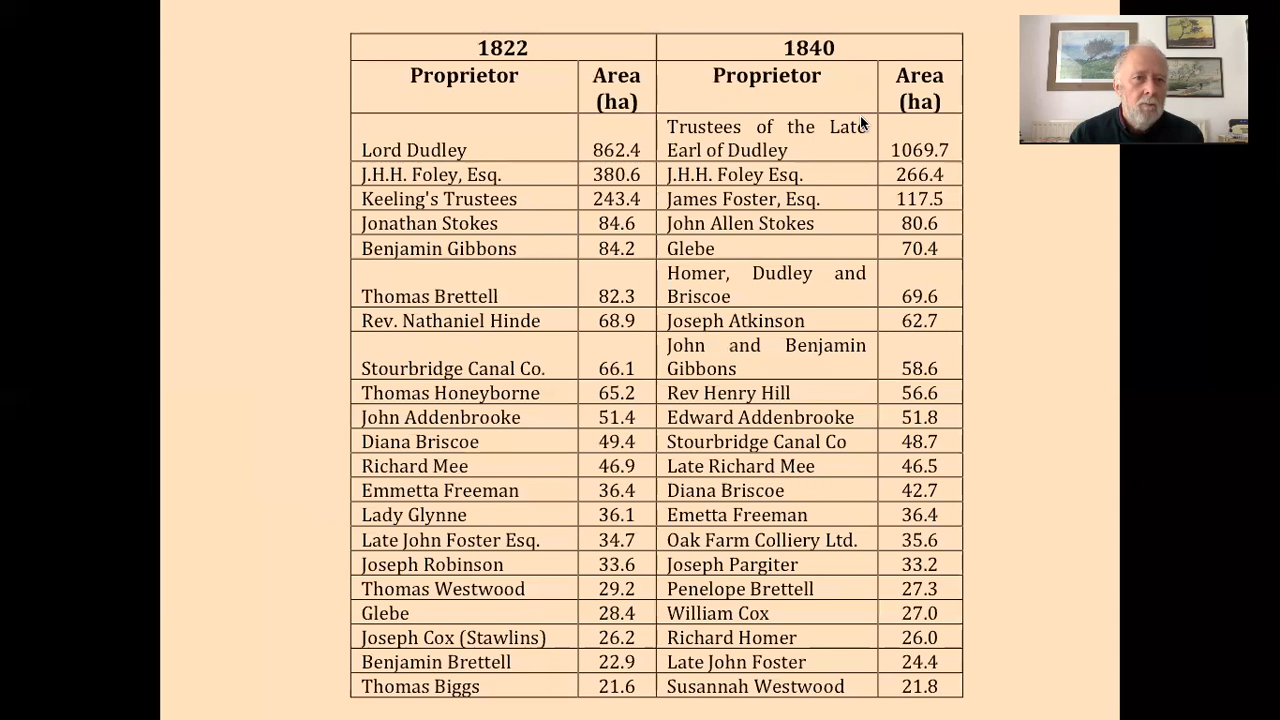 1822 1840
Proprietor Area (ha) Proprietor Area (ha)
Lord Dudley 862.4 Trustees of the Late Earl of Dudley 1069.7
J.H.H. Foley, Esq. 380.6 J.H.H. Foley Esq. 266.4
Keeling's Trustees 243.4 James Foster, Esq. 117.5
Jonathan Stokes 84.6 John Allen Stokes 80.6
Benjamin Gibbons 84.2 Glebe 70.4
Thomas Brettell 82.3 Homer, Dudley and Briscoe 69.6
Rev. Nathaniel Hinde 68.9 Joseph Atkinson 62.7
Stourbridge Canal Co. 66.1 John and Benjamin Gibbons 58.6
Thomas Honeyborne 65.2 Rev Henry Hill 56.6
John Addenbrooke 51.4 Edward Addenbrooke 51.8
Diana Briscoe 49.4 Stourbridge Canal Co 48.7
Richard Mee 46.9 Late Richard Mee 46.5
Emmetta Freeman 36.4 Diana Briscoe 42.7
Lady Glynne 36.1 Emetta Freeman 36.4
Late John Foster Esq. 34.7 Oak Farm Colliery Ltd. 35.6
Joseph Robinson 33.6 Joseph Pargiter 33.2
Thomas Westwood 29.2 Penelope Brettell 27.3
Glebe 28.4 William Cox 27.0
Joseph Cox (Stawlins) 26.2 Richard Homer 26.0
Benjamin Brettell 22.9 Late John Foster 24.4
Thomas Biggs 21.6 Susannah Westwood 21.8